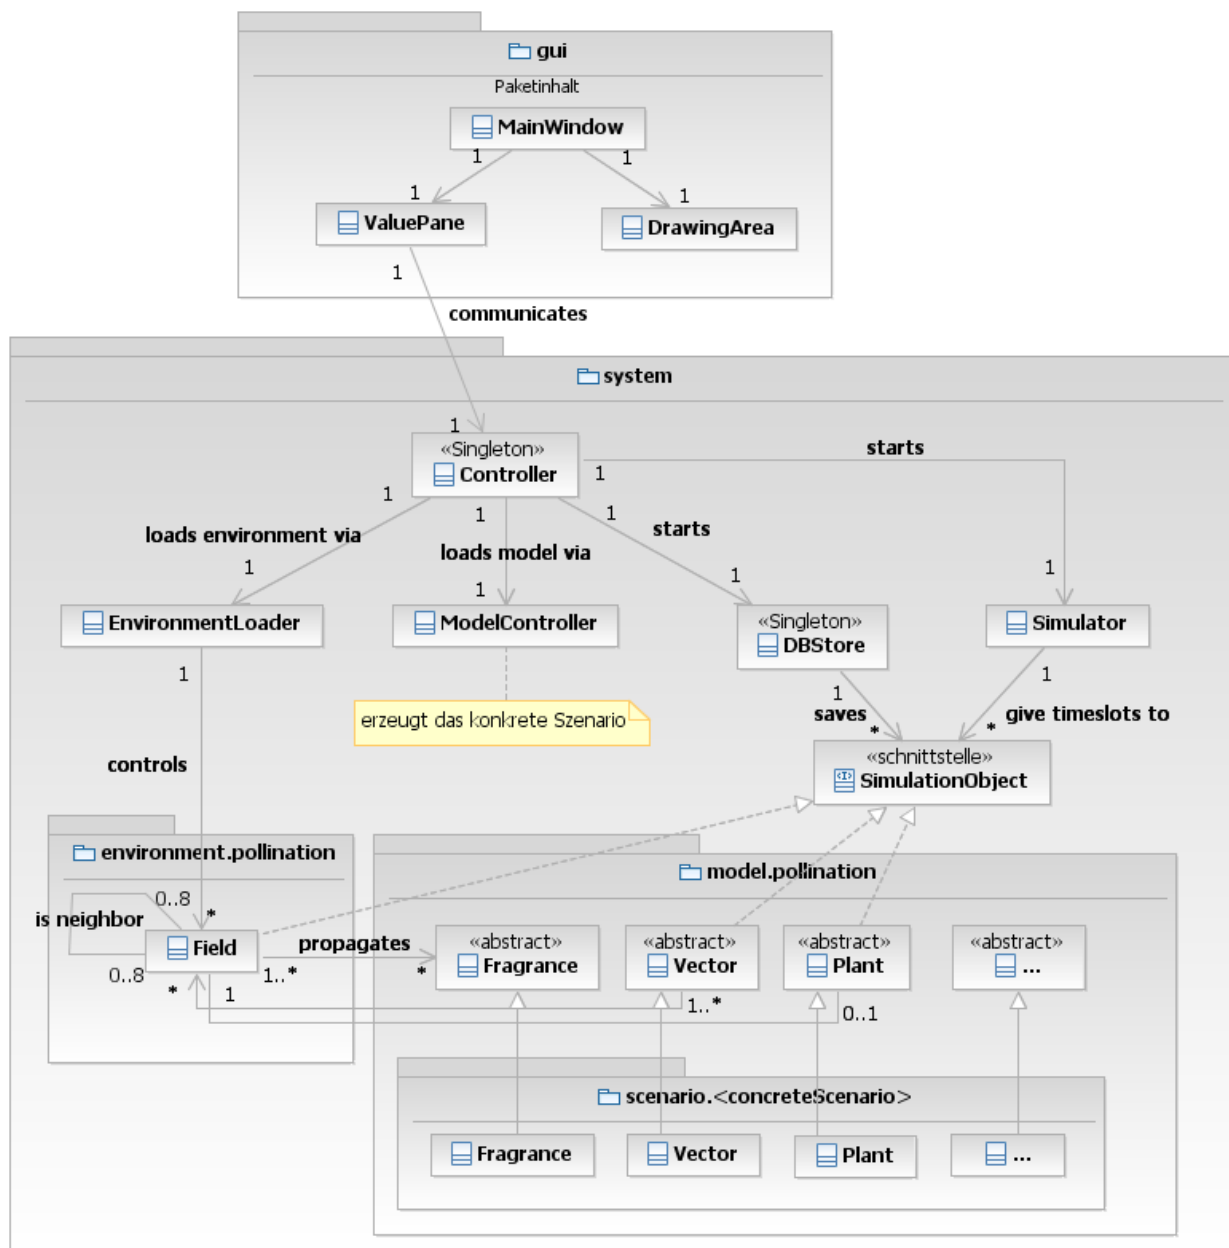 gui
Paketinhalt
MainWindow
1
1
1
1
ValuePane
DrawingArea
1
communicates
system
1
«Singleton»
Controller
starts
1
1
1
1
loads environment via
loads model via
starts
1
1
1
1
EnvironmentLoader
ModelController
«Singleton»
DBStore
Simulator
1
1
1
erzeugt das konkrete Szenario
saves
*
*
give timeslots to
controls
«schnittstelle»
SimulationObject
environment.pollination
model.pollination
0..8
*
is neighbor
Field
propagates
«abstract»
Fragrance
«abstract»
Vector
«abstract»
Plant
«abstract»
...
0..8
*
1
1..*
*
1..*
0..1
scenario.<concreteScenario>
Fragrance
Vector
Plant
...